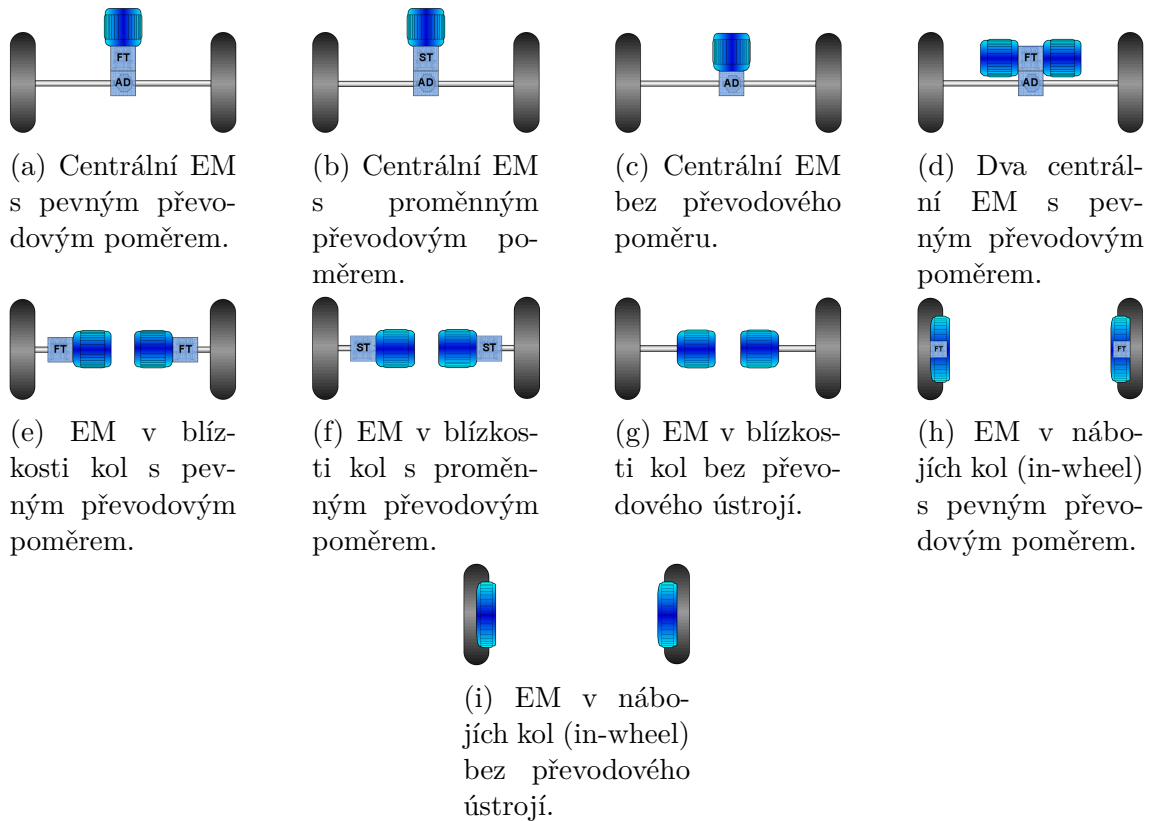 FT
AD
ST
AD
AD
FT
AD
(a) Centrální EM
s pevným převo-
dovým poměrem.
(b) Centrální EM
s proměnným
převodovým po-
měrem.
(c) Centrální EM
bez převodového
poměru.
(d) Dva centrál-
ní EM s pev-
ným převodovým
poměrem.
FT
FT
ST
ST
FT
FT
(e) EM v blíz-
kosti kol s pev-
ným převodovým
poměrem.
(f) EM v blízkos-
ti kol s proměn-
ným převodovým
poměrem.
(g) EM v blízkos-
ti kol bez převo-
dového ústrojí.
(h) EM v nábo-
jích kol (in-wheel)
s pevným převo-
dovým poměrem.
(i) EM v nábo-
jích kol (in-wheel)
bez převodového
ústrojí.